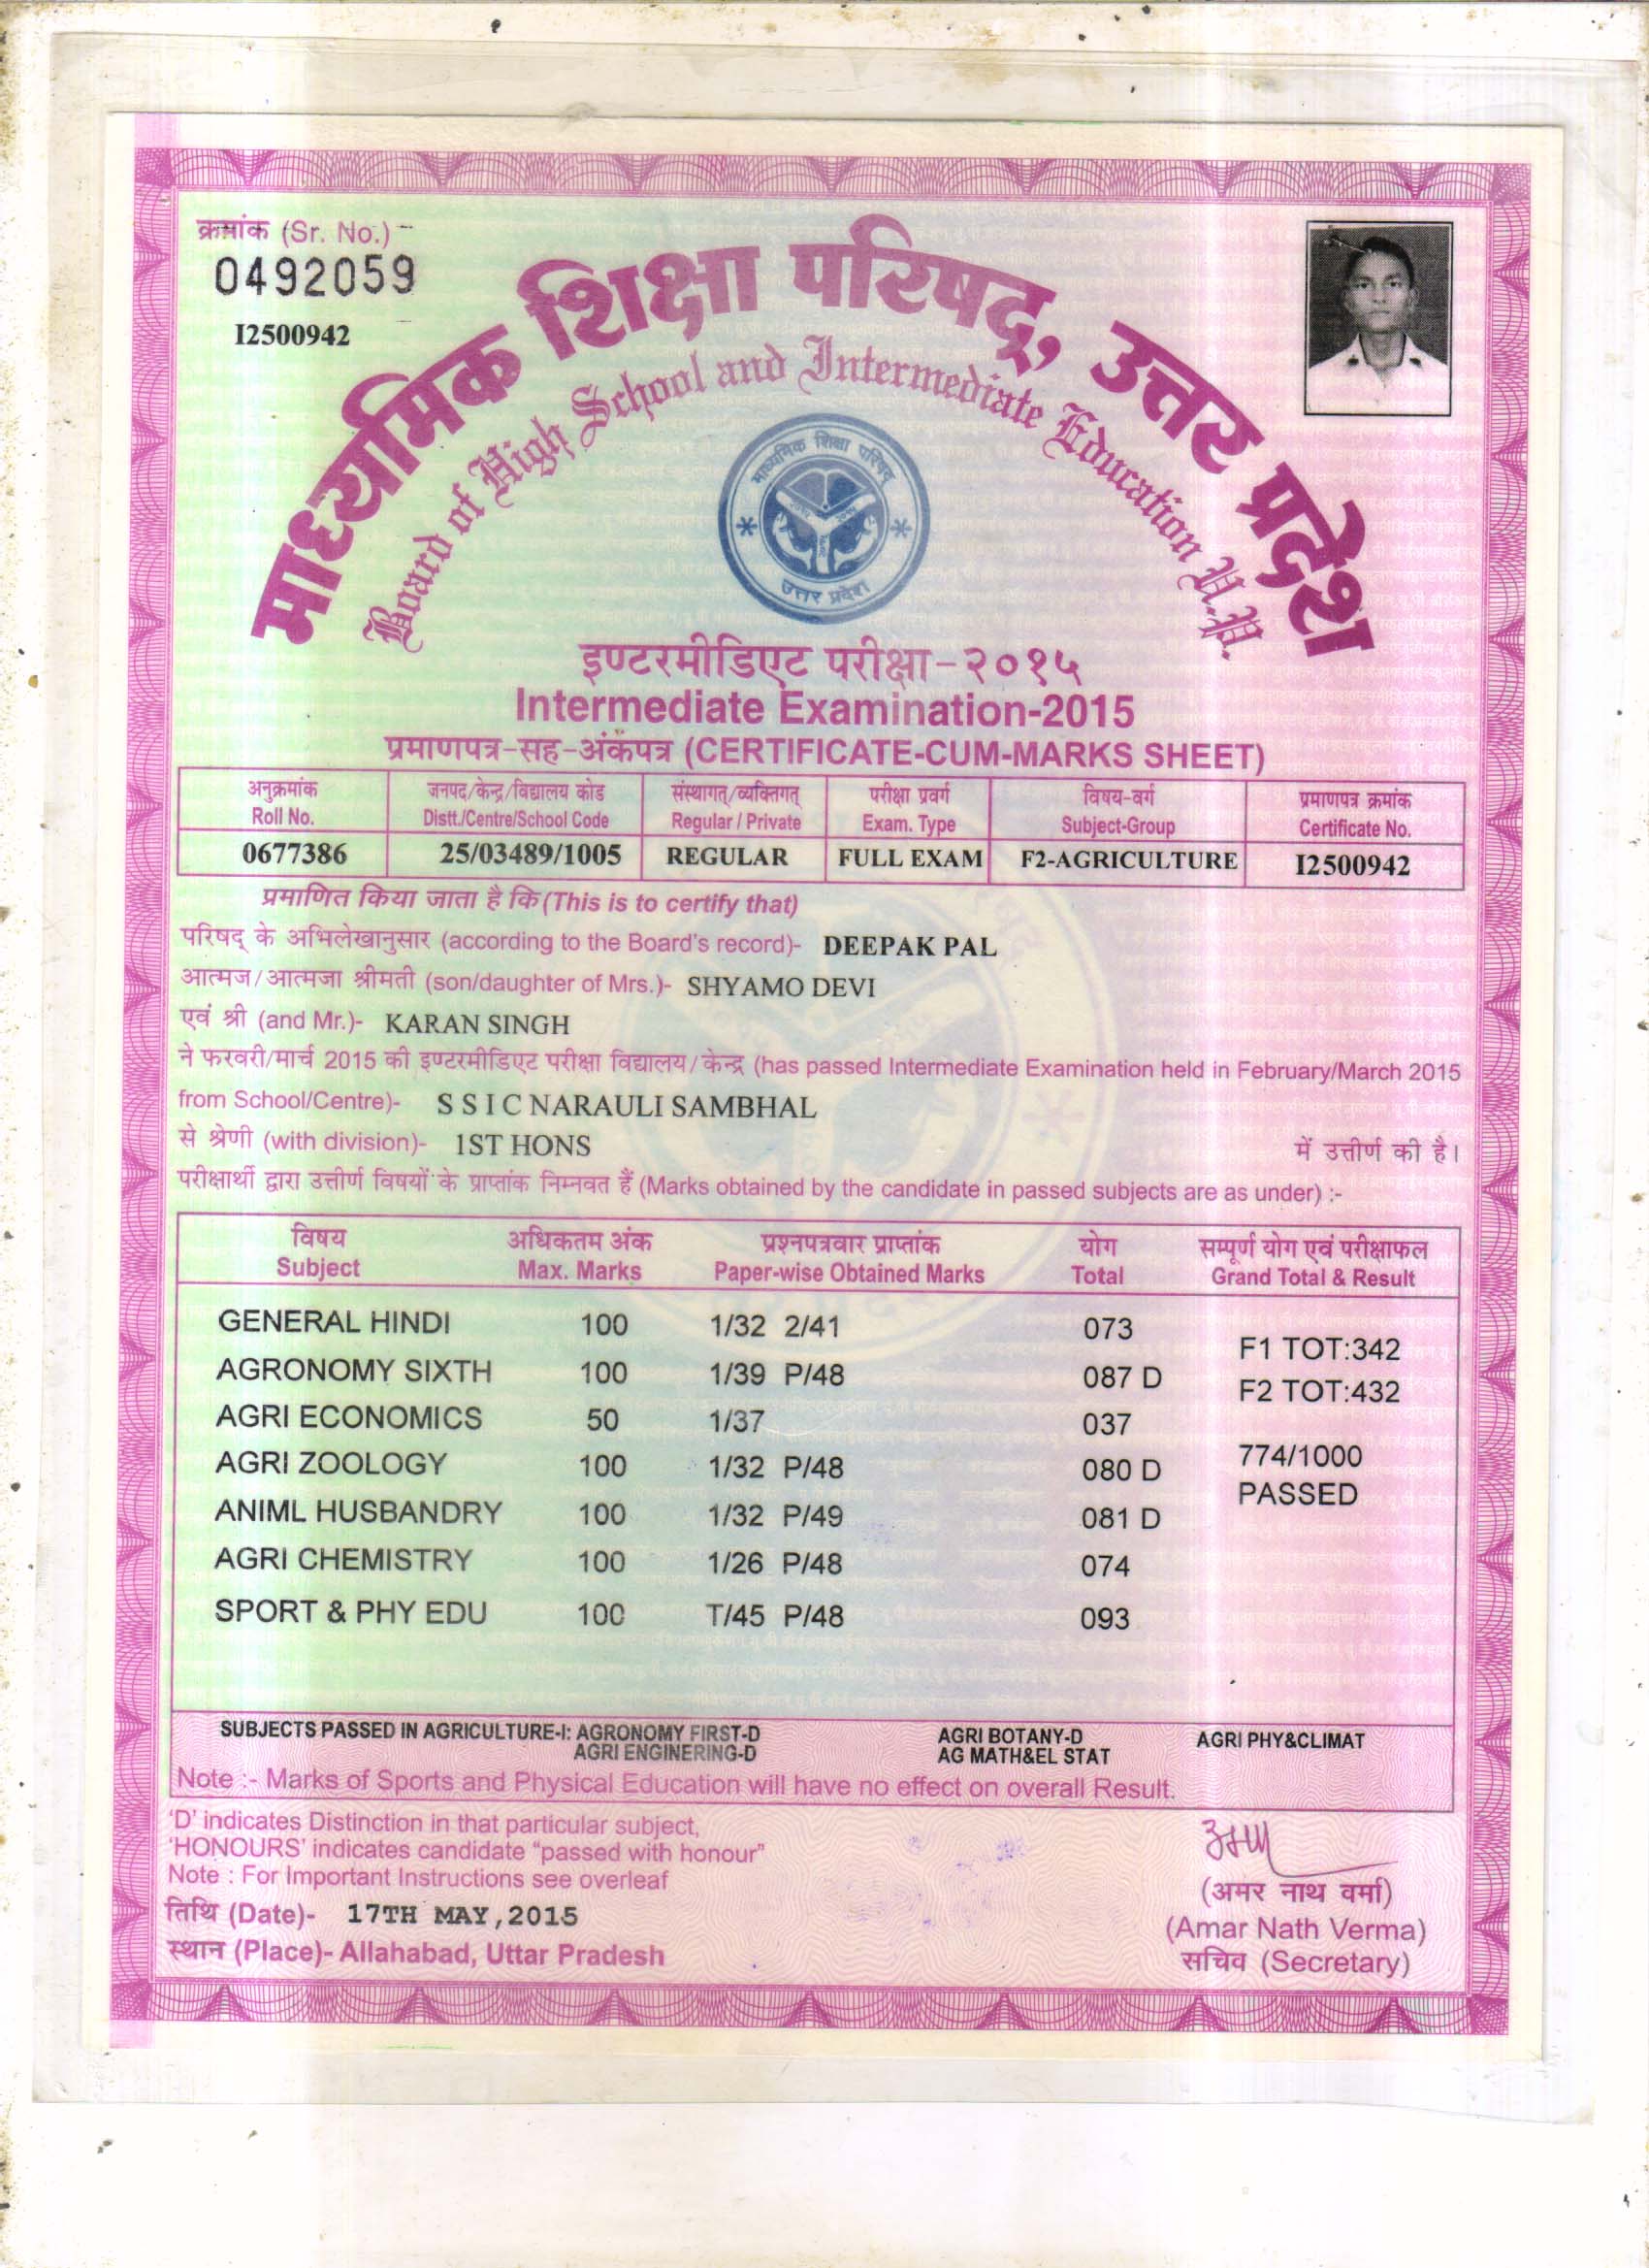 क्रमांक (Sr. No.) -
0492059
I2500942
माध्यमिक शिक्षा परिषद्, उत्तर प्रदेश
Board of High School and Intermediate Education U.P.
माध्यमिक शिक्षा परिषद्
उत्तर प्रदेश
इण्टरमीडिएट परीक्षा-२०१५
Intermediate Examination-2015
प्रमाणपत्र-सह-अंकपत्र (CERTIFICATE-CUM-MARKS SHEET)
अनुक्रमांक जनपद/केन्द्र/विद्यालय कोड संस्थागत्/व्यक्तिगत् परीक्षा प्रवर्ग विषय-वर्ग प्रमाणपत्र क्रमांक
Roll No. Distt./Centre/School Code Regular / Private Exam. Type Subject-Group Certificate No.
0677386 25/03489/1005 REGULAR FULL EXAM F2-AGRICULTURE I2500942
प्रमाणित किया जाता है कि (This is to certify that)
परिषद् के अभिलेखानुसार (according to the Board's record)- DEEPAK PAL
आत्मज/आत्मजा श्रीमती (son/daughter of Mrs.)- SHYAMO DEVI
एवं श्री (and Mr.)- KARAN SINGH
ने फरवरी/मार्च 2015 की इण्टरमीडिएट परीक्षा विद्यालय/केन्द्र (has passed Intermediate Examination held in February/March 2015
from School/Centre)- S S I C NARAULI SAMBHAL
से श्रेणी (with division)- 1ST HONS में उत्तीर्ण की है।
परीक्षार्थी द्वारा उत्तीर्ण विषयों के प्राप्तांक निम्नवत हैं (Marks obtained by the candidate in passed subjects are as under) :-
विषय अधिकतम अंक प्रश्नपत्रवार प्राप्तांक योग सम्पूर्ण योग एवं परीक्षाफल
Subject Max. Marks Paper-wise Obtained Marks Total Grand Total & Result
GENERAL HINDI 100 1/32 2/41 073
F1 TOT:342
AGRONOMY SIXTH 100 1/39 P/48 087 D
F2 TOT:432
AGRI ECONOMICS 50 1/37 037
AGRI ZOOLOGY 100 1/32 P/48 080 D 774/1000
PASSED
ANIML HUSBANDRY 100 1/32 P/49 081 D
AGRI CHEMISTRY 100 1/26 P/48 074
SPORT & PHY EDU 100 T/45 P/48 093
SUBJECTS PASSED IN AGRICULTURE-I: AGRONOMY FIRST-D AGRI BOTANY-D AGRI PHY&CLIMAT
AGRI ENGINERING-D AG MATH&EL STAT
Note :- Marks of Sports and Physical Education will have no effect on overall Result.
'D' indicates Distinction in that particular subject,
'HONOURS' indicates candidate "passed with honour"
Note : For Important Instructions see overleaf
तिथि (Date)- 17TH MAY,2015
स्थान (Place)- Allahabad, Uttar Pradesh
(अमर नाथ वर्मा)
(Amar Nath Verma)
सचिव (Secretary)